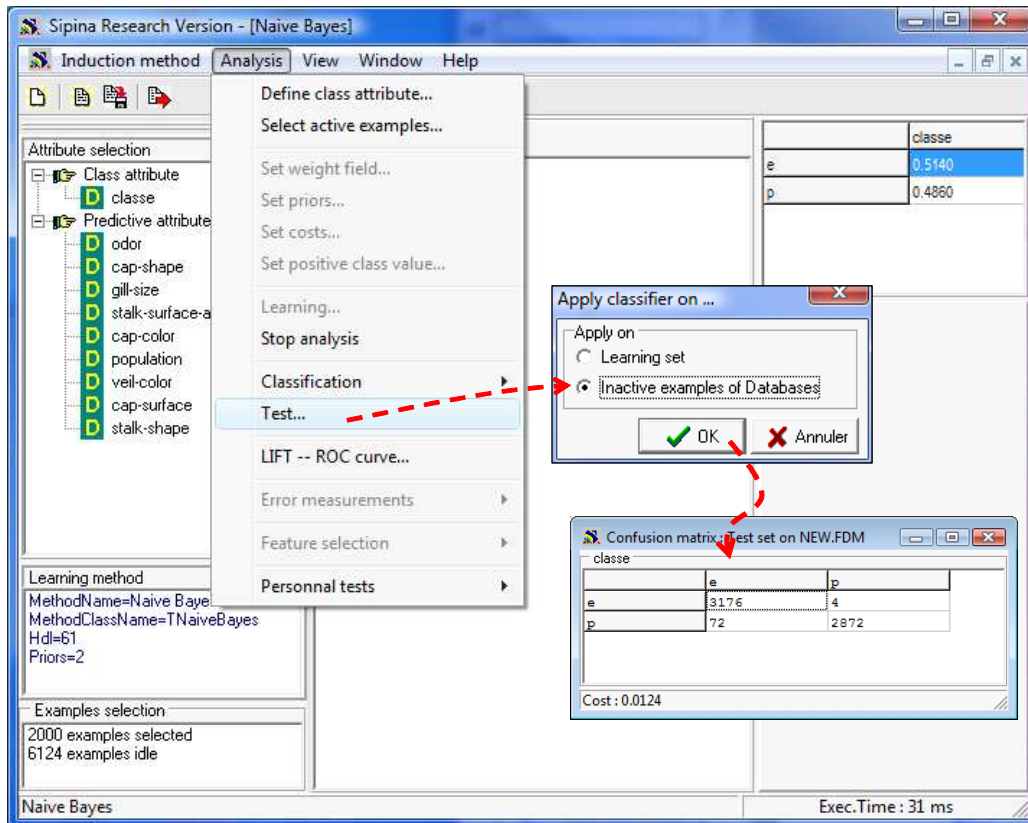 Sipina Research Version - [Naive Bayes]
Induction method Analysis View Window Help
Attribute selection
Class attribute
classe
Predictive attribute
odor
cap-shape
gill-size
stalk-surface-a
cap-color
population
veil-color
cap-surface
stalk-shape
Define class attribute...
Select active examples...
Set weight field...
Set priors...
Set costs...
Set positive class value...
Learning...
Stop analysis
Classification
Test...
LIFT -- ROC curve...
Error measurements
Feature selection
Personnal tests
classe
e 0.5140
p 0.4860
Apply classifier on ...
Apply on
Learning set
Inactive examples of Databases
OK Annuler
Confusion matrix : Test set on NEW.FDM
classe
e p
e 3176 4
p 72 2872
Cost : 0.0124
Learning method
MethodName=Naive Baye
MethodClassName=TNaiveBayes
Hdl=61
Priors=2
Examples selection
2000 examples selected
6124 examples idle
Naive Bayes Exec.Time : 31 ms